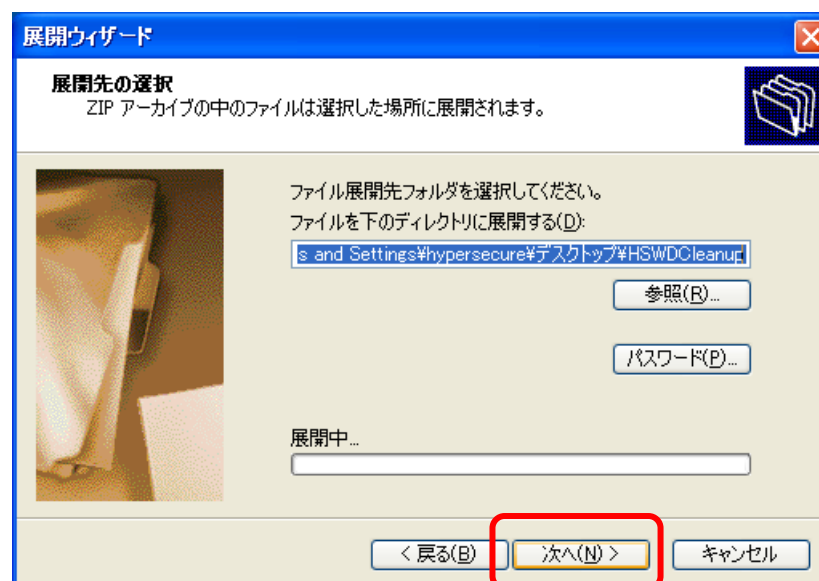 展開ウィザード
展開先の選択
ZIP アーカイブの中のファイルは選択した場所に展開されます。
ファイル展開先フォルダを選択してください。
ファイルを下のディレクトリに展開する(D):
s and Settings¥hypersecure¥デスクトップ¥HSWDCleanup
参照(R)...
パスワード(P)...
展開中...
< 戻る(B) 次へ(N) > キャンセル